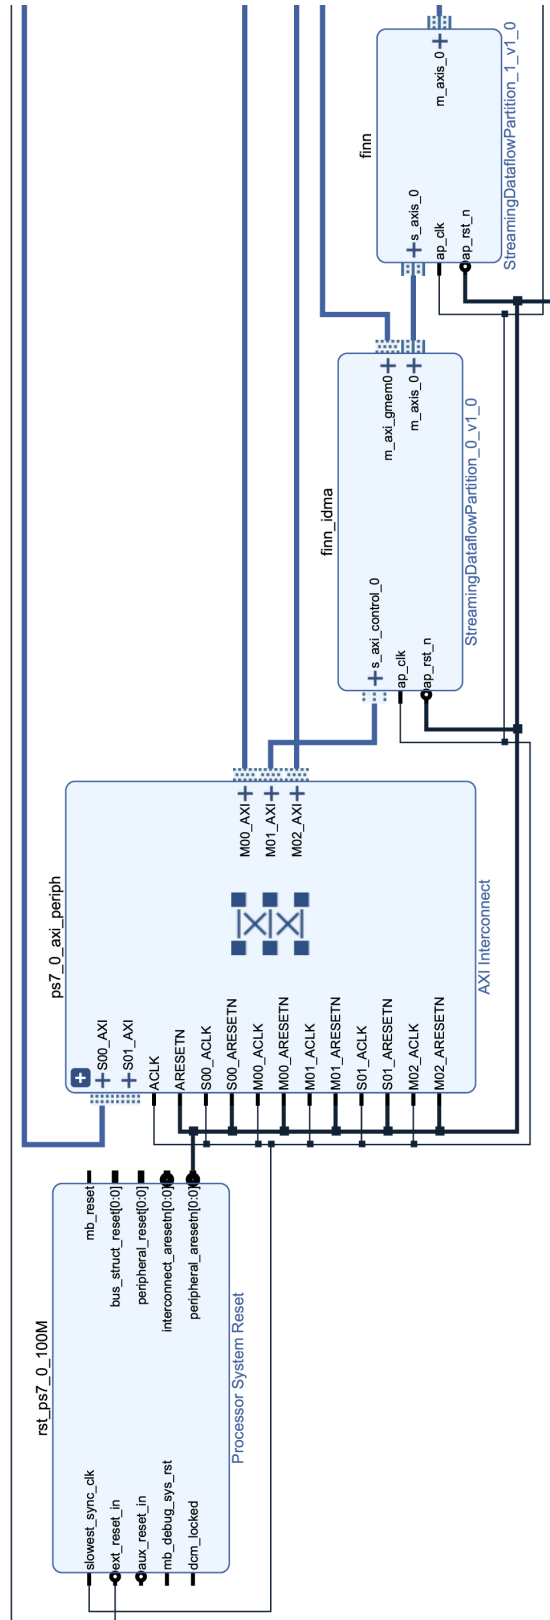 rst_ps7_0_100M
slowest_sync_clk
ext_reset_in
aux_reset_in
mb_debug_sys_rst
dcm_locked
mb_reset
bus_struct_reset[0:0]
peripheral_reset[0:0]
interconnect_aresetn[0:0]
peripheral_aresetn[0:0]
Processor System Reset
ps7_0_axi_periph
S00_AXI
S01_AXI
ACLK
ARESETN
S00_ACLK
S00_ARESETN
M00_ACLK
M00_ARESETN
M01_ACLK
M01_ARESETN
S01_ACLK
S01_ARESETN
M02_ACLK
M02_ARESETN
M00_AXI
M01_AXI
M02_AXI
AXI Interconnect
finn_idma
s_axi_control_0
ap_clk
ap_rst_n
m_axi_gmem0
m_axis_0
StreamingDataflowPartition_0_v1_0
finn
s_axis_0
ap_clk
ap_rst_n
m_axis_0
StreamingDataflowPartition_1_v1_0